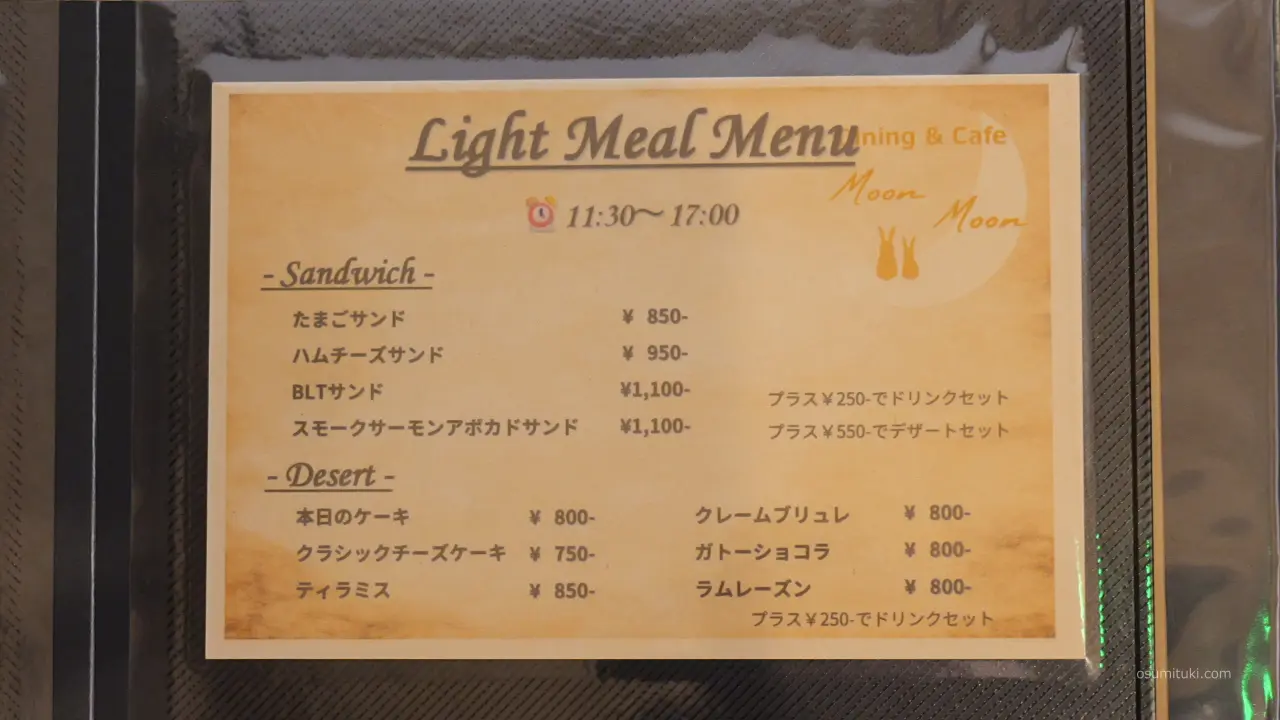 Light Meal Menu
ning & Cafe
Moon
Moon
11:30〜17:00
- Sandwich -
たまごサンド ¥ 850-
ハムチーズサンド ¥ 950-
BLTサンド ¥1,100-
プラス¥250-でドリンクセット
スモークサーモンアボカドサンド ¥1,100-
プラス¥550-でデザートセット
- Desert -
本日のケーキ ¥ 800- クレームブリュレ ¥ 800-
クラシックチーズケーキ ¥ 750- ガトーショコラ ¥ 800-
ティラミス ¥ 850- ラムレーズン ¥ 800-
プラス¥250-でドリンクセット
osumituki.com